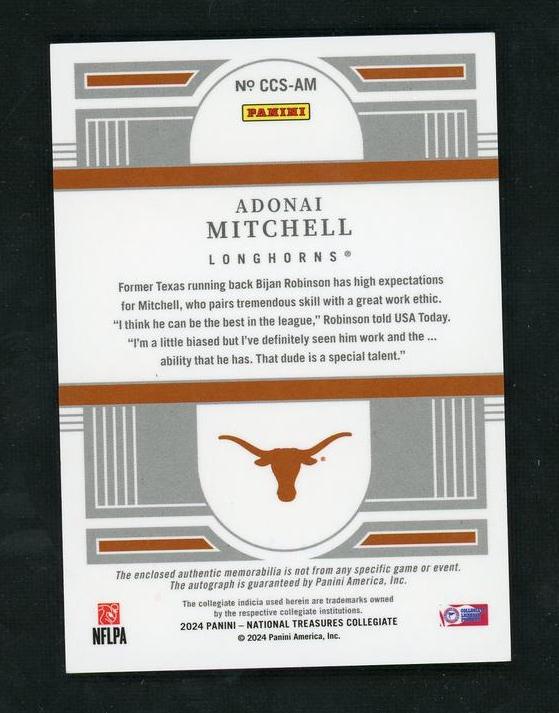 Nº CCS-AM
PANINI
ADONAI
MITCHELL
LONGHORNS®
Former Texas running back Bijan Robinson has high expectations
for Mitchell, who pairs tremendous skill with a great work ethic.
“I think he can be the best in the league,” Robinson told USA Today.
“I’m a little biased but I’ve definitely seen him work and the ...
ability that he has. That dude is a special talent.”
®
The enclosed authentic memorabilia is not from any specific game or event.
The autograph is guaranteed by Panini America, Inc.
The collegiate indicia used herein are trademarks owned
by the respective collegiate institutions.
2024 PANINI – NATIONAL TREASURES COLLEGIATE
© 2024 Panini America, Inc.
NFLPA